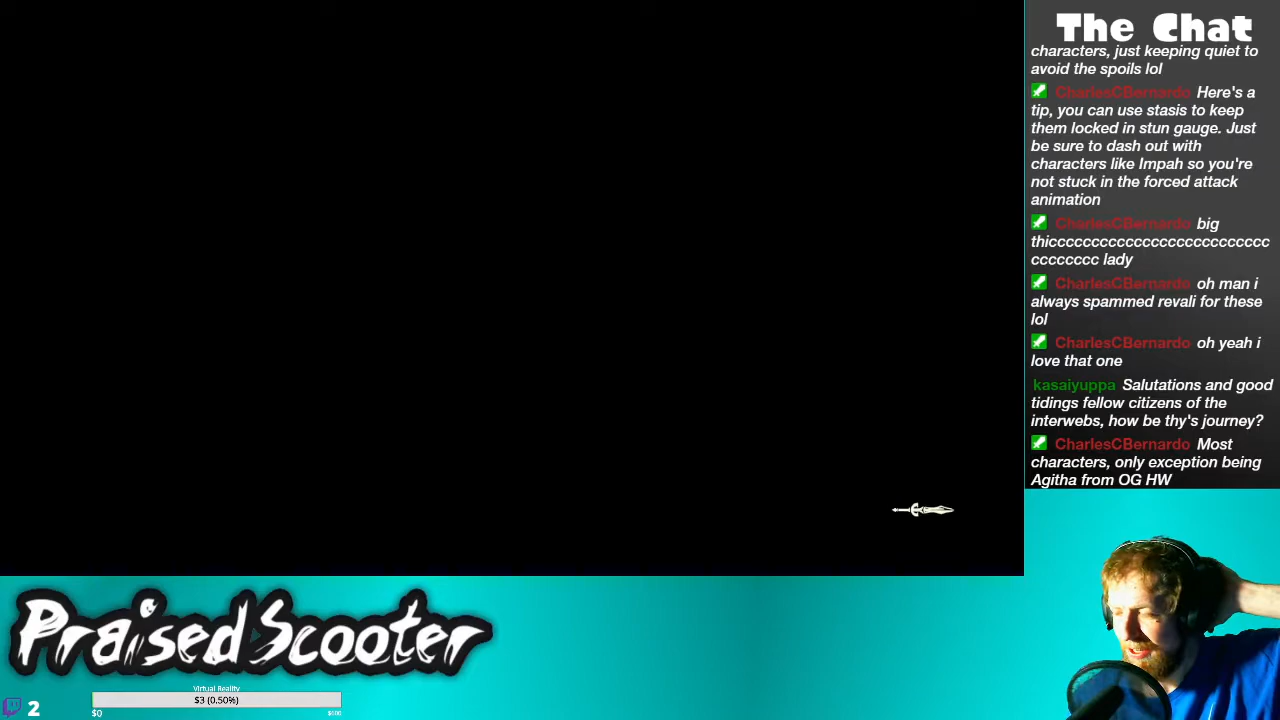 The Chat
characters, just keeping quiet to
avoid the spoils lol
CharlesCBernardo Here's a
tip, you can use stasis to keep
them locked in stun gauge. Just
be sure to dash out with
characters like Impah so you're
not stuck in the forced attack
animation
CharlesCBernardo big
thicccccccccccccccccccccccccc
cccccccc lady
CharlesCBernardo oh man i
always spammed revali for these
lol
CharlesCBernardo oh yeah i
love that one
kasaiyuppa Salutations and good
tidings fellow citizens of the
interwebs, how be thy's journey?
CharlesCBernardo Most
characters, only exception being
Agitha from OG HW
PraisedScooter
Virtual Reality
$3 (0.50%)
2
$0